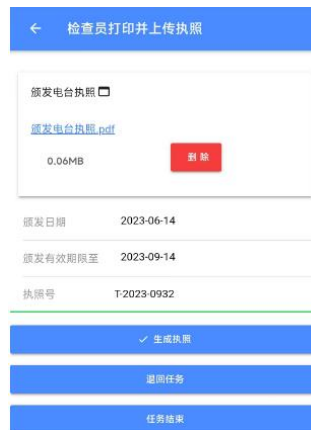 ← 检查员打印并上传执照
颁发电台执照
颁发电台执照.pdf
0.06MB 删除
颁发日期 2023-06-14
颁发有效期限至 2023-09-14
执照号 T-2023-0932
✓ 生成执照
退回任务
任务结束